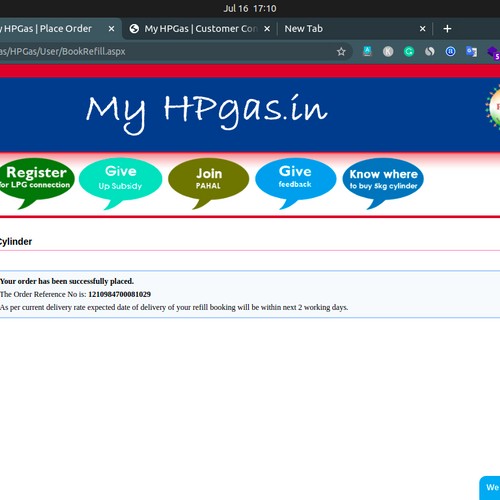 Jul 16 17:10
y HPGas | Place Order
My HPGas | Customer Con
New Tab
as/HPGas/User/BookRefill.aspx
My HPgas.in
Register
for LPG connection
Give
Up Subsidy
Join
PAHAL
Give
feedback
Know where
to buy 5kg cylinder
Cylinder
Your order has been successfully placed.
The Order Reference No is: 1210984700081029
As per current delivery rate expected date of delivery of your refill booking will be within next 2 working days.
We